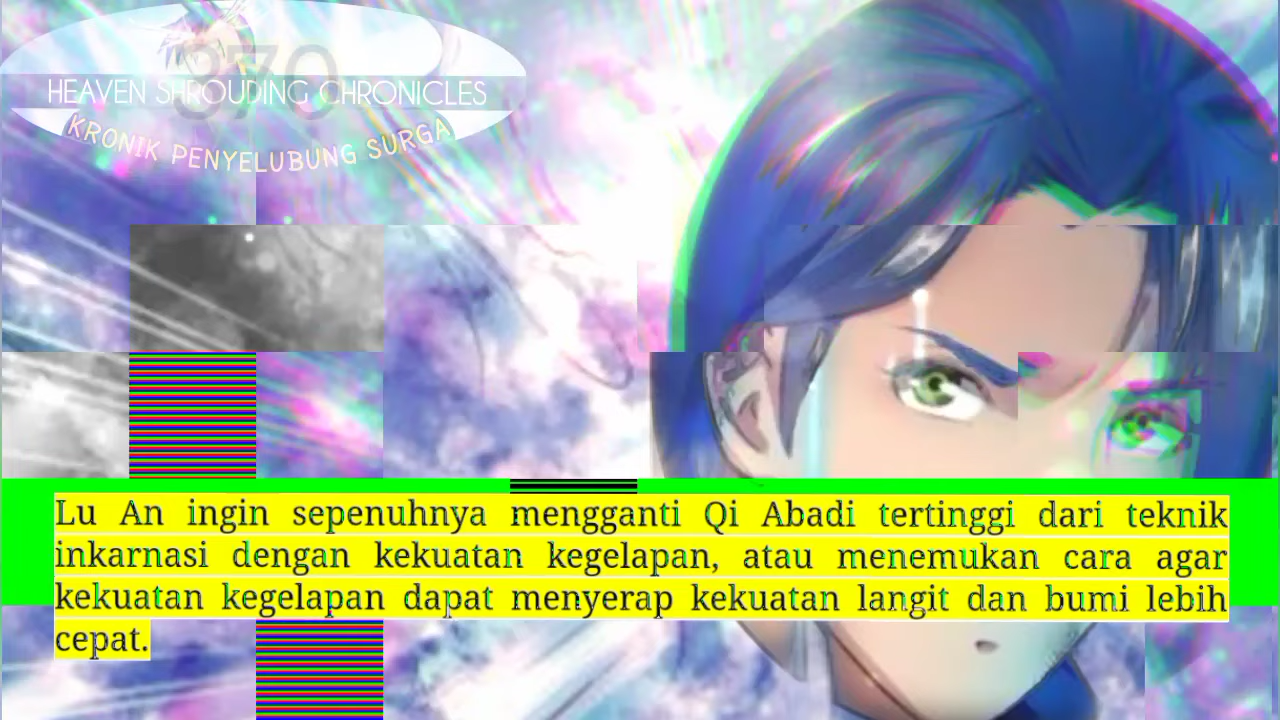 870
HEAVEN SHROUDING CHRONICLES
KRONIK PENYELUBUNG SURGA
Lu An ingin sepenuhnya mengganti Qi Abadi tertinggi dari teknik
inkarnasi dengan kekuatan kegelapan, atau menemukan cara agar
kekuatan kegelapan dapat menyerap kekuatan langit dan bumi lebih
cepat.